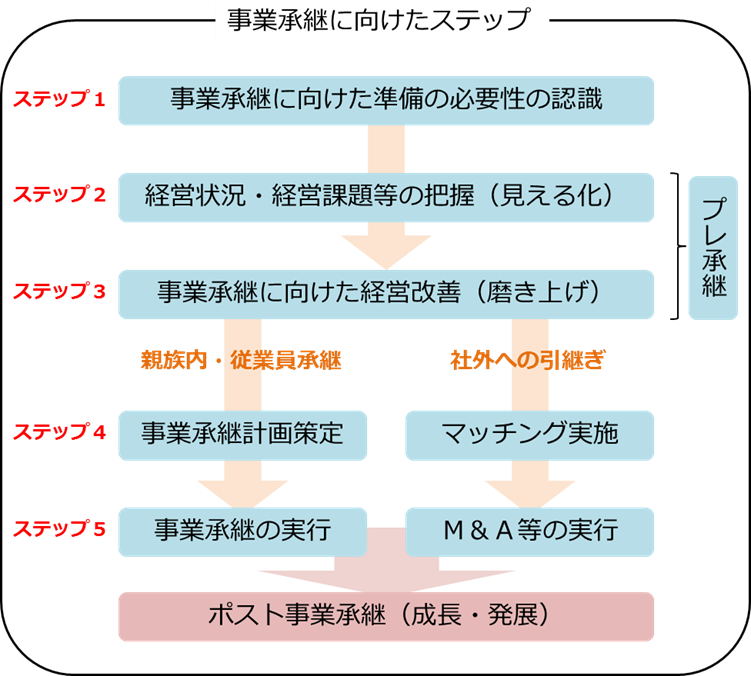 事業承継に向けたステップ
ステップ１
事業承継に向けた準備の必要性の認識
ステップ２
経営状況・経営課題等の把握（見える化）
プレ承継
ステップ３
事業承継に向けた経営改善（磨き上げ）
親族内・従業員承継
社外への引継ぎ
ステップ４
事業承継計画策定
マッチング実施
ステップ５
事業承継の実行
Ｍ＆Ａ等の実行
ポスト事業承継（成長・発展）